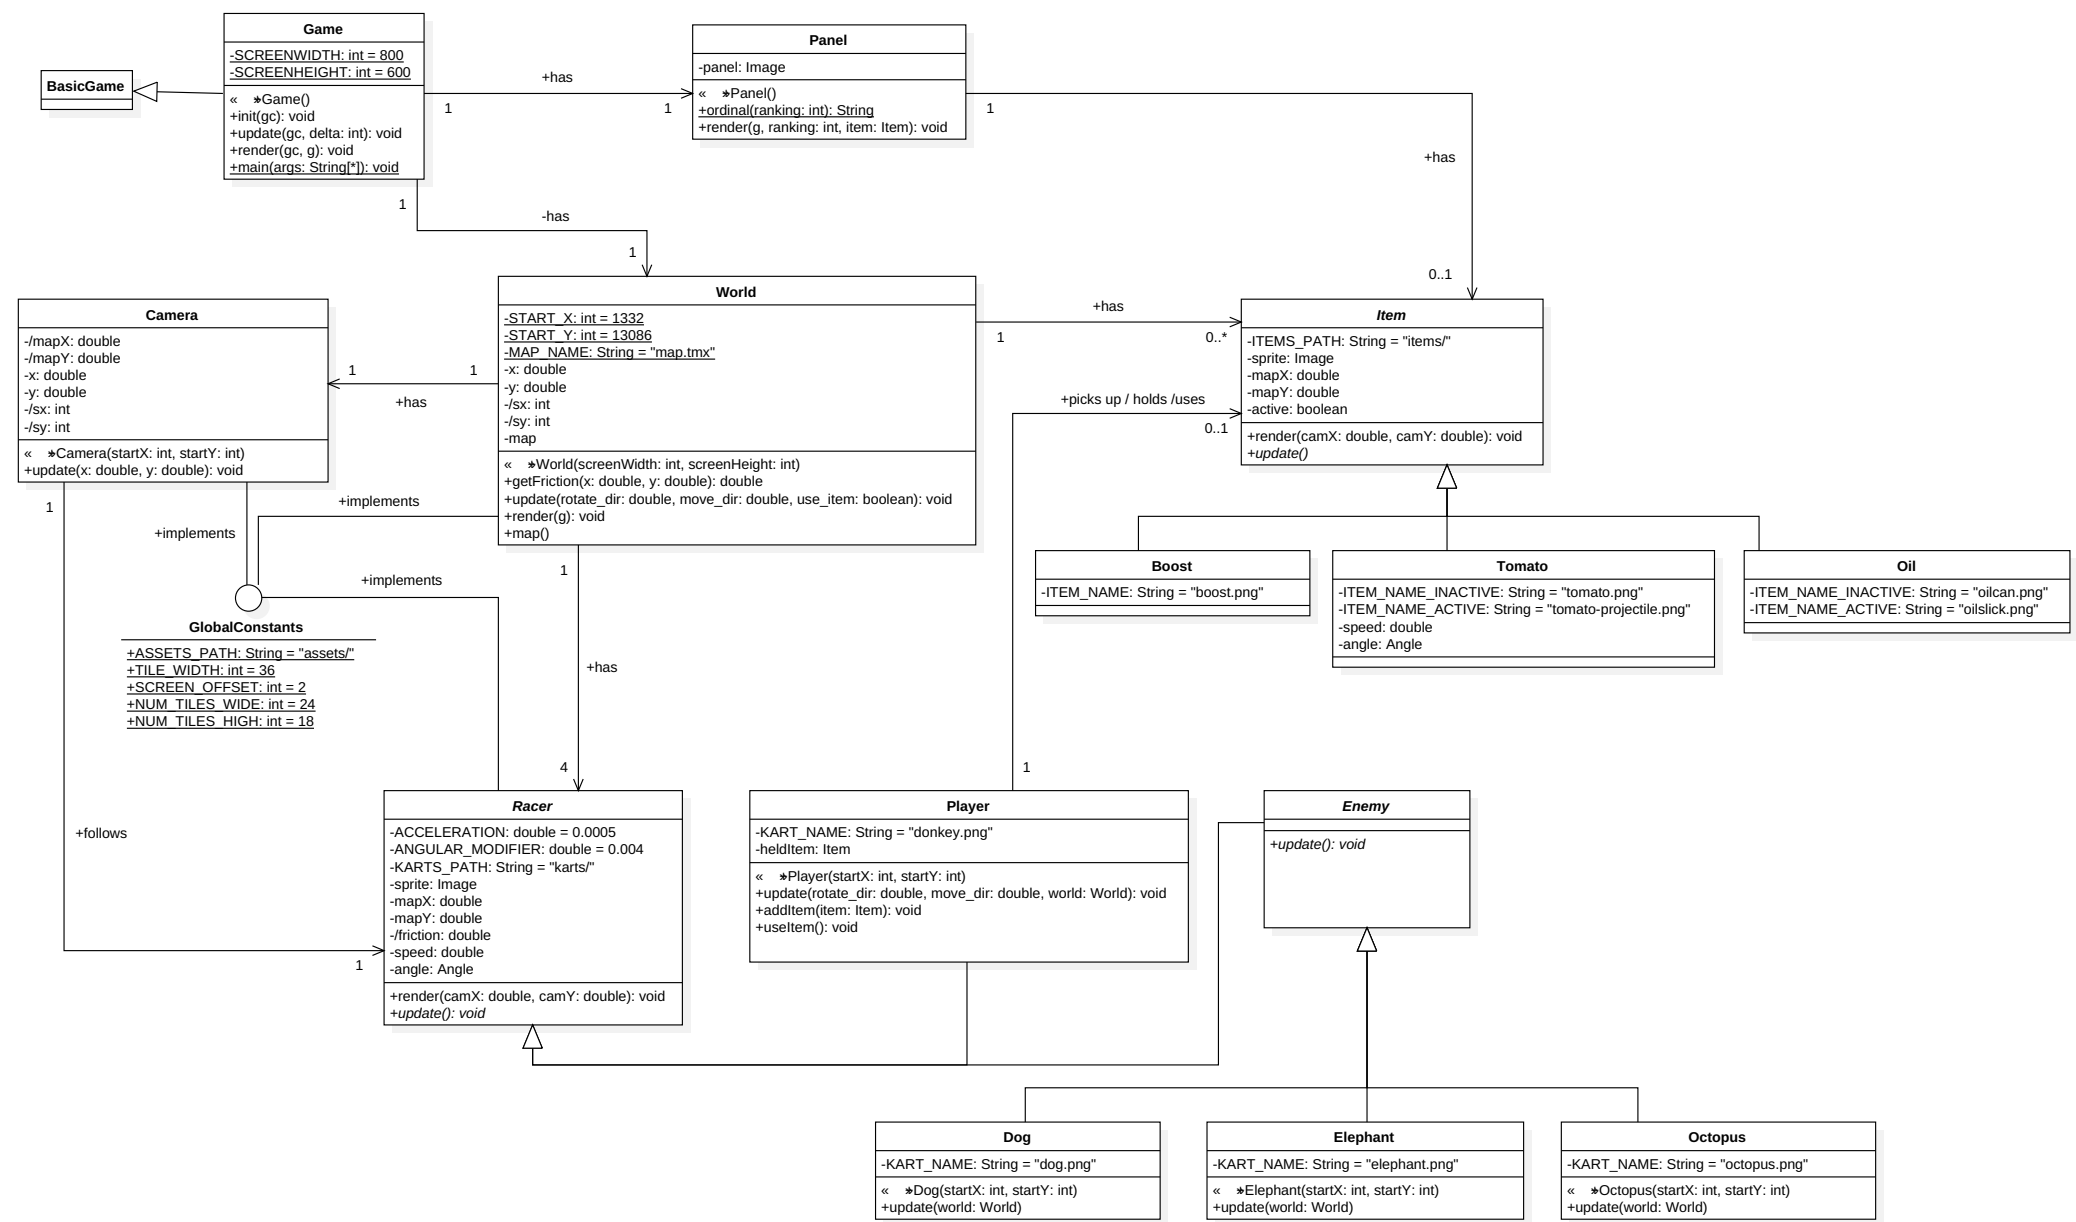 Game
-SCREENWIDTH: int = 800
-SCREENHEIGHT: int = 600
« »Game()
+init(gc): void
+update(gc, delta: int): void
+render(gc, g): void
+main(args: String[*]): void
BasicGame
+has
1
1
Panel
-panel: Image
« »Panel()
+ordinal(ranking: int): String
+render(g, ranking: int, item: Item): void
1
+has
0..1
1
-has
1
Camera
-/mapX: double
-/mapY: double
-x: double
-y: double
-/sx: int
-/sy: int
« »Camera(startX: int, startY: int)
+update(x: double, y: double): void
1
1
+has
World
-START_X: int = 1332
-START_Y: int = 13086
-MAP_NAME: String = "map.tmx"
-x: double
-y: double
-/sx: int
-/sy: int
-map
« »World(screenWidth: int, screenHeight: int)
+getFriction(x: double, y: double): double
+update(rotate_dir: double, move_dir: double, use_item: boolean): void
+render(g): void
+map()
+has
1
0..*
Item
-ITEMS_PATH: String = "items/"
-sprite: Image
-mapX: double
-mapY: double
-active: boolean
+render(camX: double, camY: double): void
+update()
+picks up / holds /uses
0..1
1
+implements
+implements
+implements
1
GlobalConstants
+ASSETS_PATH: String = "assets/"
+TILE_WIDTH: int = 36
+SCREEN_OFFSET: int = 2
+NUM_TILES_WIDE: int = 24
+NUM_TILES_HIGH: int = 18
+has
4
Boost
-ITEM_NAME: String = "boost.png"
Tomato
-ITEM_NAME_INACTIVE: String = "tomato.png"
-ITEM_NAME_ACTIVE: String = "tomato-projectile.png"
-speed: double
-angle: Angle
Oil
-ITEM_NAME_INACTIVE: String = "oilcan.png"
-ITEM_NAME_ACTIVE: String = "oilslick.png"
1
+follows
1
Racer
-ACCELERATION: double = 0.0005
-ANGULAR_MODIFIER: double = 0.004
-KARTS_PATH: String = "karts/"
-sprite: Image
-mapX: double
-mapY: double
-/friction: double
-speed: double
-angle: Angle
+render(camX: double, camY: double): void
+update(): void
Player
-KART_NAME: String = "donkey.png"
-heldItem: Item
« »Player(startX: int, startY: int)
+update(rotate_dir: double, move_dir: double, world: World): void
+addItem(item: Item): void
+useItem(): void
Enemy
+update(): void
Dog
-KART_NAME: String = "dog.png"
« »Dog(startX: int, startY: int)
+update(world: World)
Elephant
-KART_NAME: String = "elephant.png"
« »Elephant(startX: int, startY: int)
+update(world: World)
Octopus
-KART_NAME: String = "octopus.png"
« »Octopus(startX: int, startY: int)
+update(world: World)